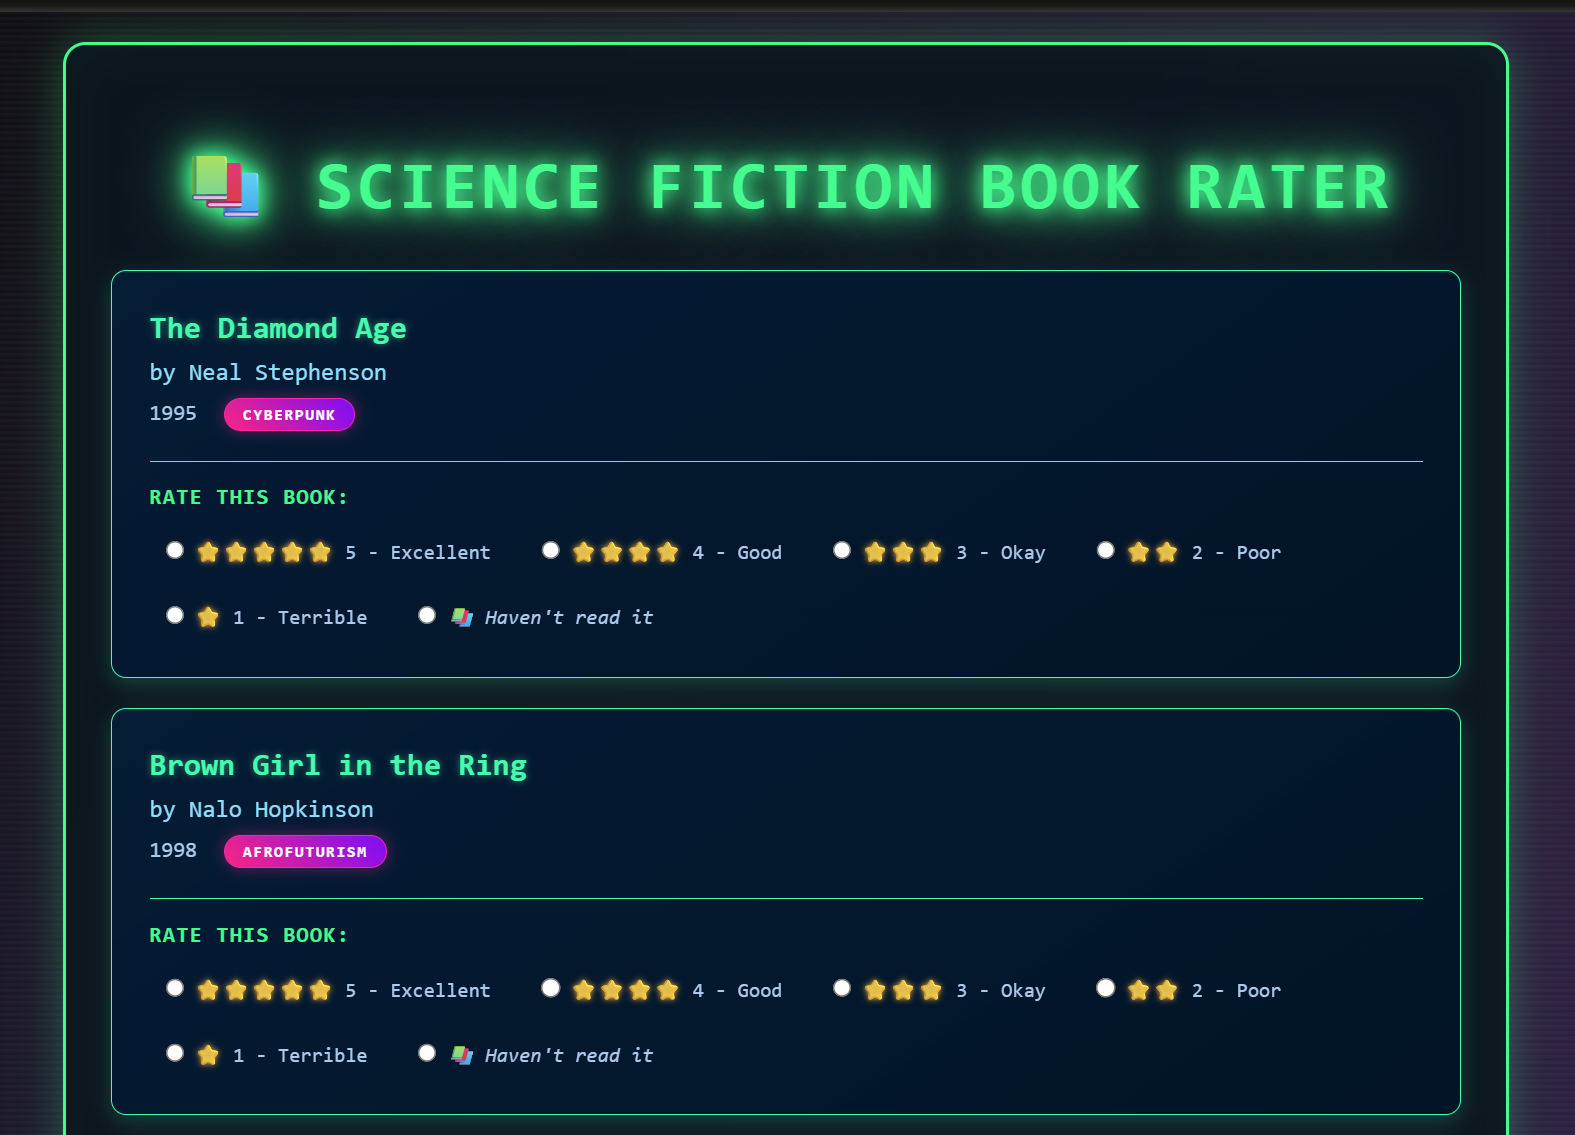 SCIENCE FICTION BOOK RATER
The Diamond Age
by Neal Stephenson
1995 CYBERPUNK
RATE THIS BOOK:
5 - Excellent 4 - Good 3 - Okay 2 - Poor
1 - Terrible Haven't read it
Brown Girl in the Ring
by Nalo Hopkinson
1998 AFROFUTURISM
RATE THIS BOOK:
5 - Excellent 4 - Good 3 - Okay 2 - Poor
1 - Terrible Haven't read it